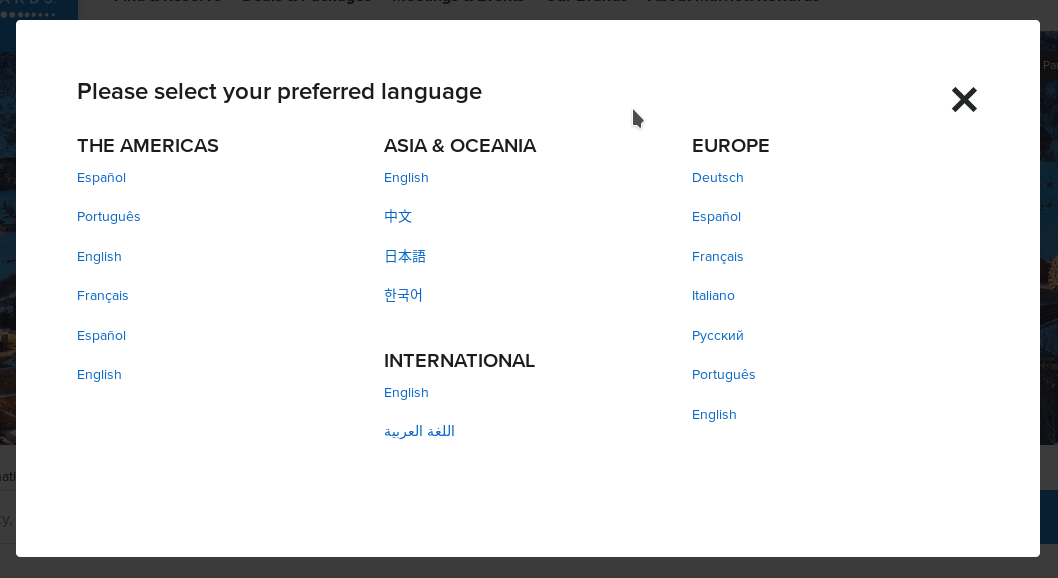 Please select your preferred language
THE AMERICAS
Español
Português
English
Français
Español
English
ASIA & OCEANIA
English
中文
日本語
한국어
INTERNATIONAL
English
اللغة العربية
EUROPE
Deutsch
Español
Français
Italiano
Русский
Português
English